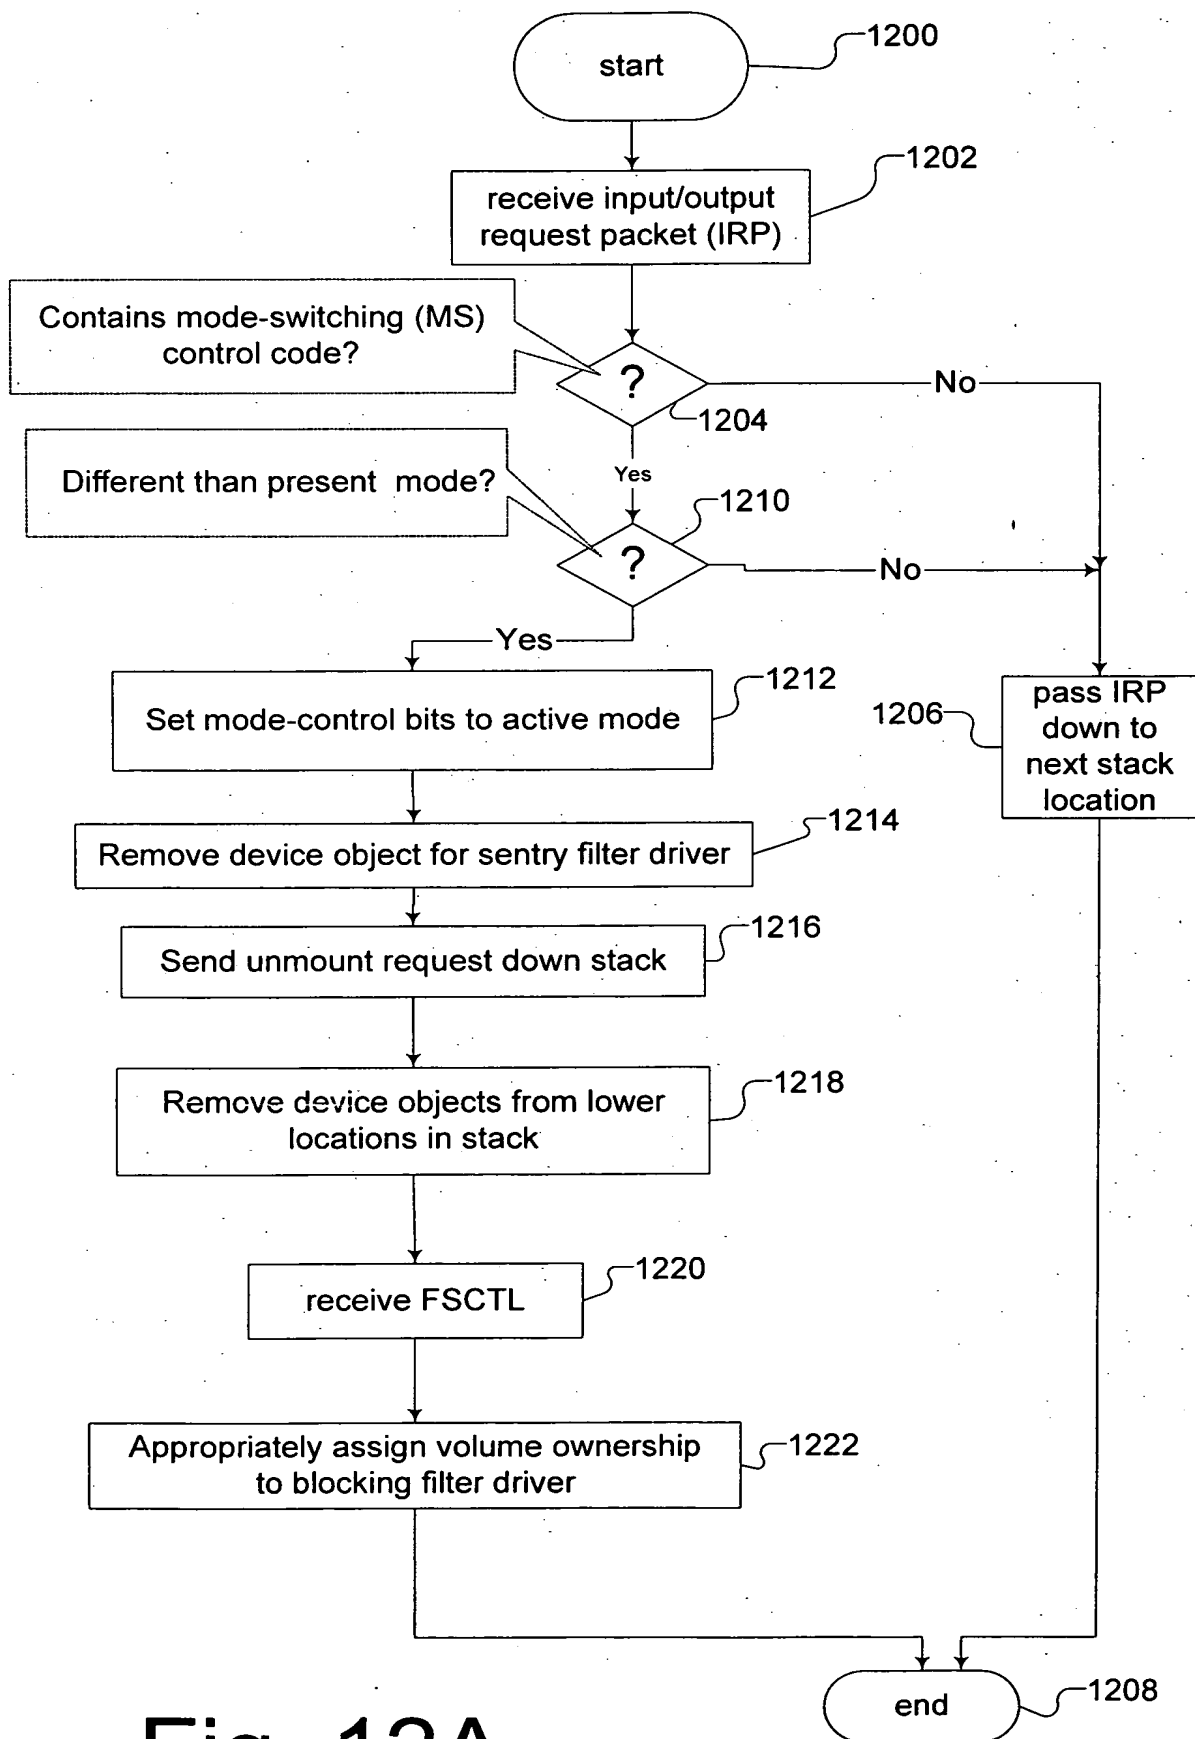 start
1200
receive input/output
request packet (IRP)
1202
Contains mode-switching (MS)
control code?
?
1204
No
Yes
Different than present mode?
?
1210
No
Yes
Set mode-control bits to active mode
1212
pass IRP
down to
next stack
location
1206
Remove device object for sentry filter driver
1214
Send unmount request down stack
1216
Remove device objects from lower
locations in stack
1218
receive FSCTL
1220
Appropriately assign volume ownership
to blocking filter driver
1222
end
1208
Fig. 12A